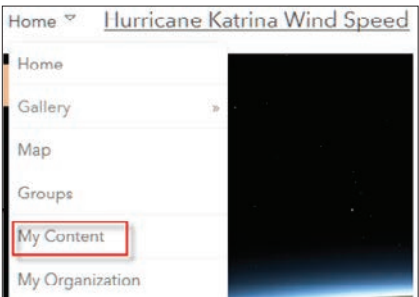 Home ▽ Hurricane Katrina Wind Speed
Home
Gallery »
Map
Groups
My Content
My Organization